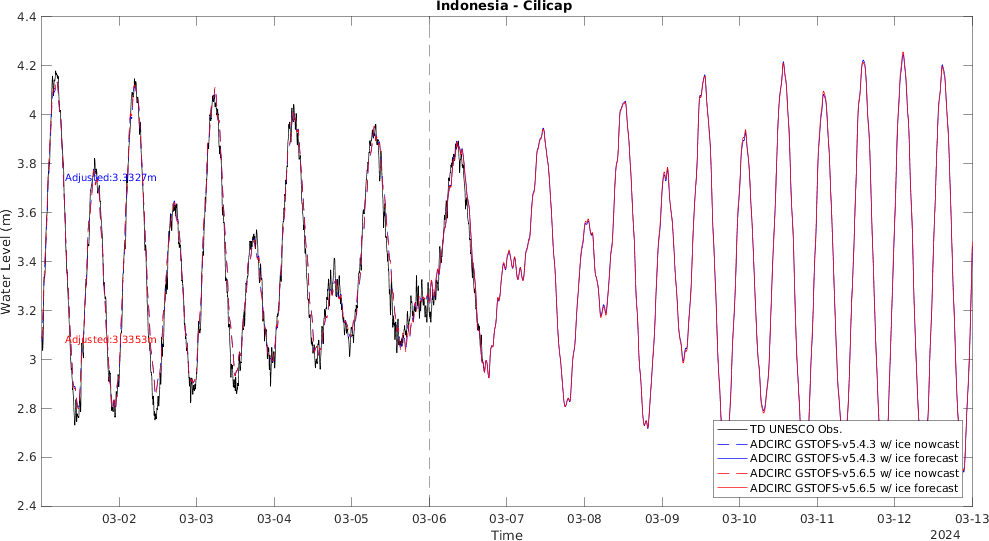 Indonesia - Cilicap
4.4
4.2
4
3.8
3.6
3.4
3.2
3
2.8
2.6
2.4
Water Level (m)
Adjusted:3.3327m
Adjusted:3.3353m
TD UNESCO Obs.
ADCIRC GSTOFS-v5.4.3 w/ ice nowcast
ADCIRC GSTOFS-v5.4.3 w/ ice forecast
ADCIRC GSTOFS-v5.6.5 w/ ice nowcast
ADCIRC GSTOFS-v5.6.5 w/ ice forecast
03-02 03-03 03-04 03-05 03-06 03-07 03-08 03-09 03-10 03-11 03-12 03-13
Time
2024